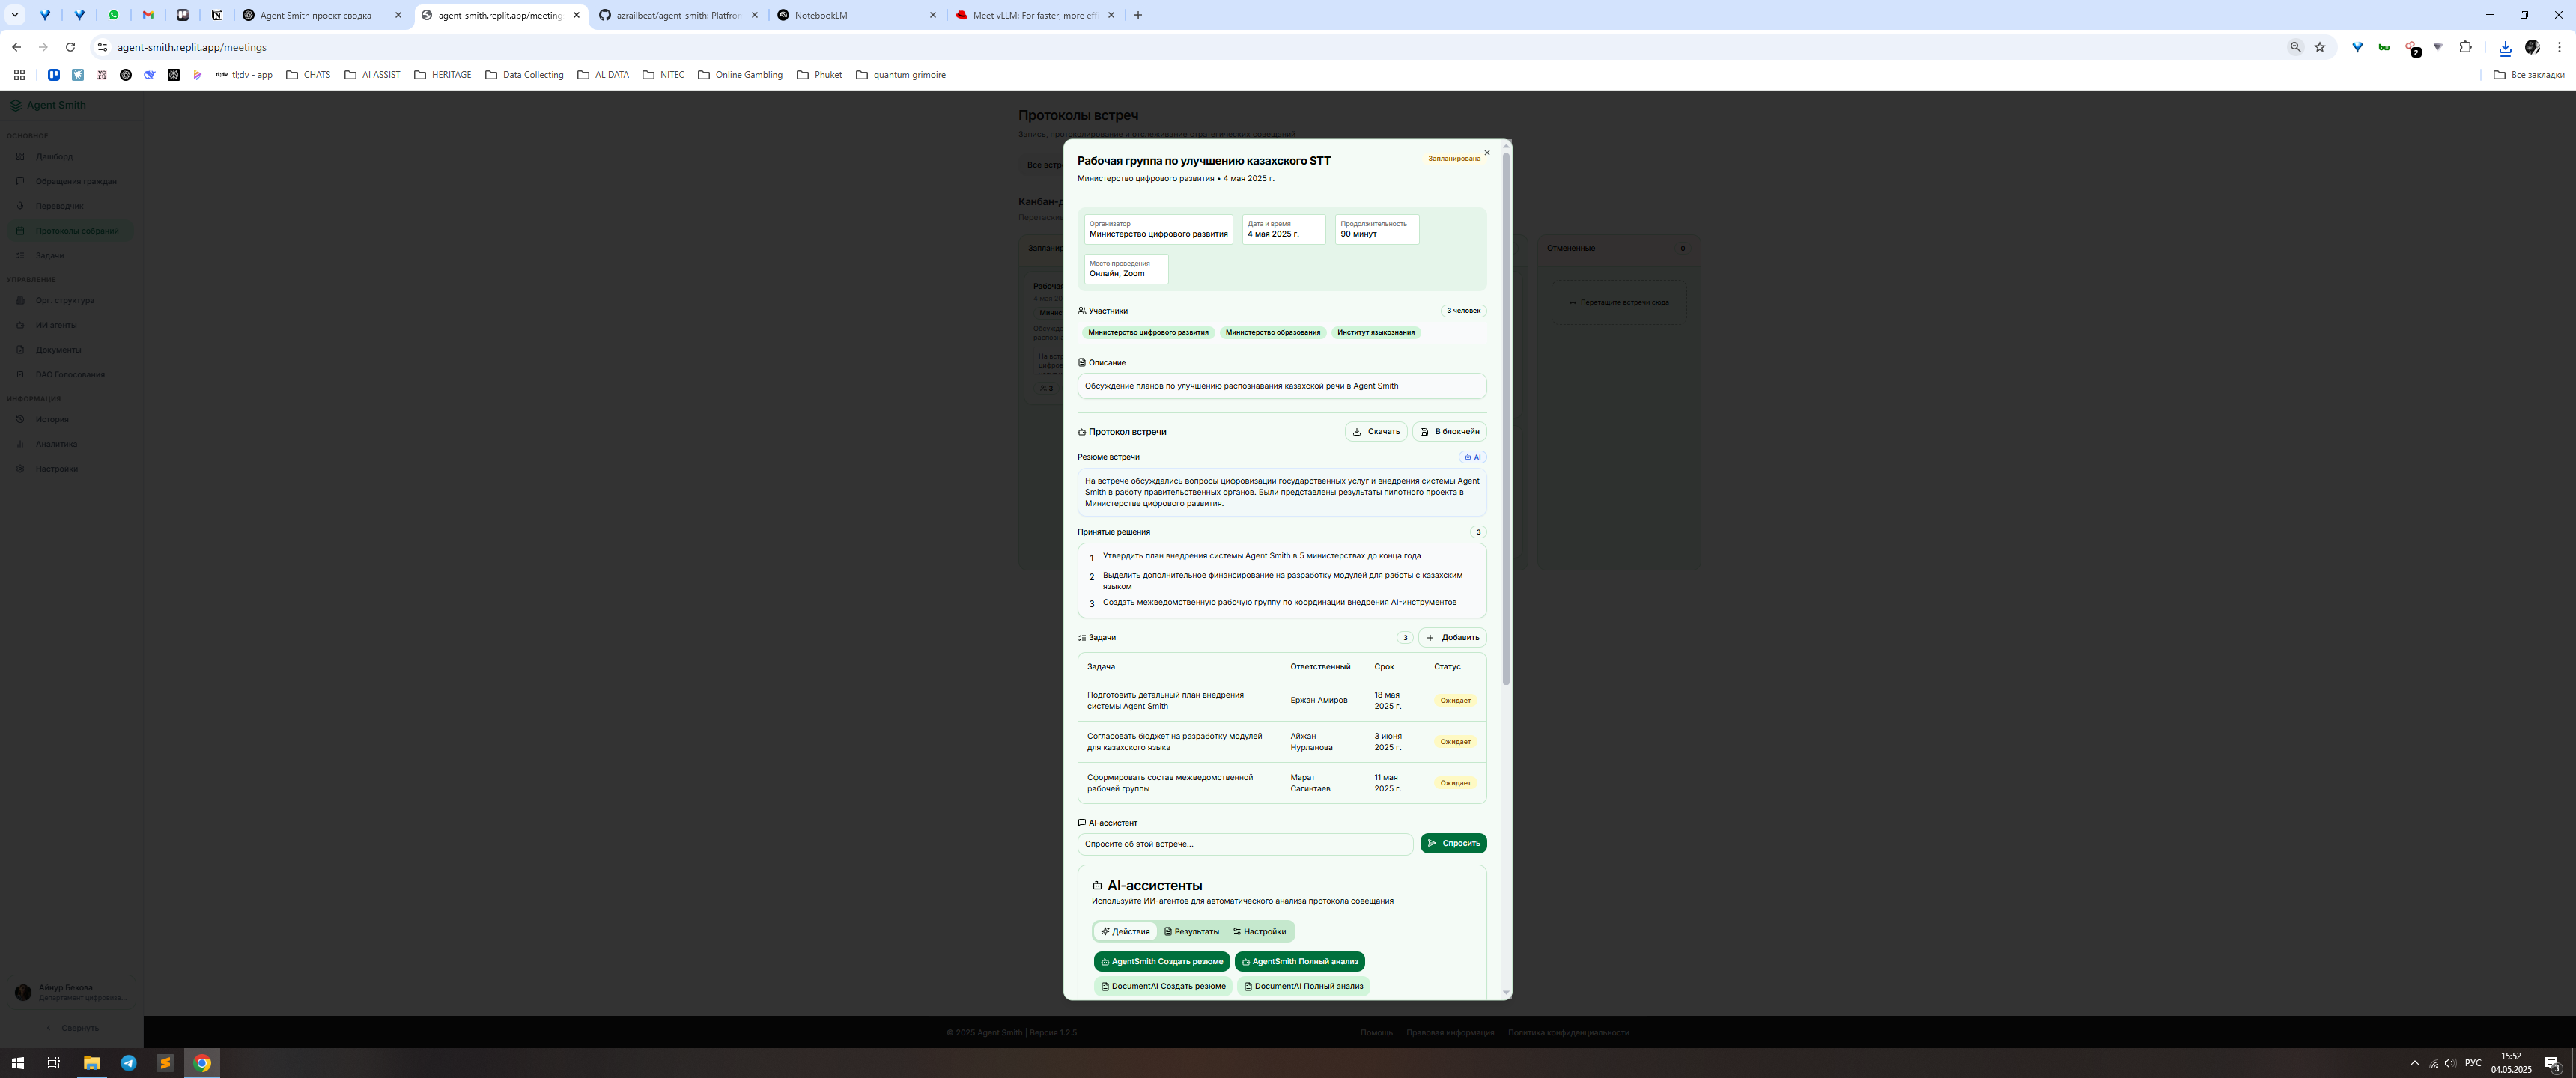 Agent Smith проект сводка
agent-smith.replit.app/meeting
azrailbeat/agent-smith: Platfron
NotebookLM
Meet vLLM: For faster, more eff
agent-smith.replit.app/meetings
2
tl;dv - app
CHATS
AI ASSIST
HERITAGE
Data Collecting
AL DATA
NITEC
Online Gambling
Phuket
quantum grimoire
Все закладки
Agent Smith
ОСНОВНОЕ
Дашборд
Обращения граждан
Переводчик
Протоколы собраний
Задачи
УПРАВЛЕНИЕ
Орг. структура
ИИ агенты
Документы
DAO Голосования
ИНФОРМАЦИЯ
История
Аналитика
Настройки
Айнур Бекова
Департамент цифровиза...
Свернуть
Протоколы встреч
Запись, протоколирование и отслеживание стратегических совещаний
Все встр
Канбан-д
Перетаски
Запланир
Рабочая
4 мая 20
Минист
Обсужде
распозна
На встр
цифров
3
Отмененные
0
Перетащите встречи сюда
Рабочая группа по улучшению казахского STT
Запланирована
Министерство цифрового развития • 4 мая 2025 г.
Организатор
Министерство цифрового развития
Дата и время
4 мая 2025 г.
Продолжительность
90 минут
Место проведения
Онлайн, Zoom
Участники
3 человек
Министерство цифрового развития
Министерство образования
Институт языкознания
Описание
Обсуждение планов по улучшению распознавания казахской речи в Agent Smith
Протокол встречи
Скачать
В блокчейн
Резюме встречи
AI
На встрече обсуждались вопросы цифровизации государственных услуг и внедрения системы Agent
Smith в работу правительственных органов. Были представлены результаты пилотного проекта в
Министерстве цифрового развития.
Принятые решения
3
1 Утвердить план внедрения системы Agent Smith в 5 министерствах до конца года
2 Выделить дополнительное финансирование на разработку модулей для работы с казахским
языком
3 Создать межведомственную рабочую группу по координации внедрения AI-инструментов
Задачи
3
Добавить
Задача Ответственный Срок Статус
Подготовить детальный план внедрения
системы Agent Smith
Ержан Амиров
18 мая
2025 г.
Ожидает
Согласовать бюджет на разработку модулей
для казахского языка
Айжан
Нурланова
3 июня
2025 г.
Ожидает
Сформировать состав межведомственной
рабочей группы
Марат
Сагинтаев
11 мая
2025 г.
Ожидает
AI-ассистент
Спросите об этой встрече...
Спросить
AI-ассистенты
Используйте ИИ-агентов для автоматического анализа протокола совещания
Действия
Результаты
Настройки
AgentSmith Создать резюме
AgentSmith Полный анализ
DocumentAI Создать резюме
DocumentAI Полный анализ
© 2025 Agent Smith | Версия 1.2.5
Помощь
Правовая информация
Политика конфиденциальности
РУС
15:52
04.05.2025
3